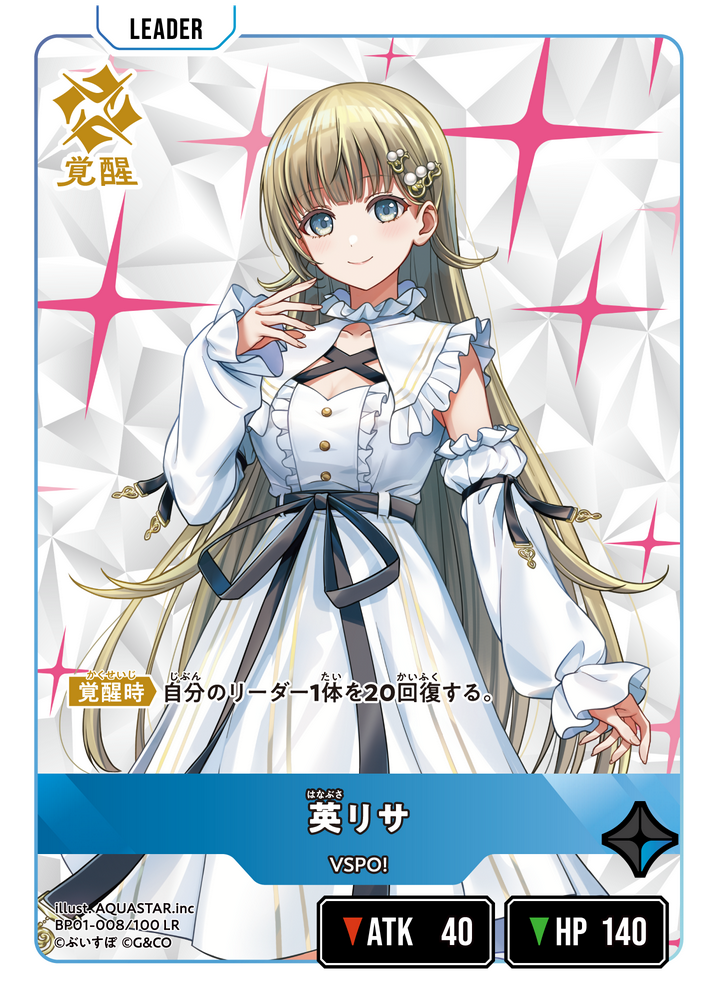 LEADER
覚醒
かくせいじ
じぶん
たい
かいふく
覚醒時 自分のリーダー1体を20回復する。
はなぶさ
英リサ
VSPO!
illust. AQUASTAR.inc
BP01-008/100 LR
©ぶいすぽ ©G&CO
ATK 40
HP 140